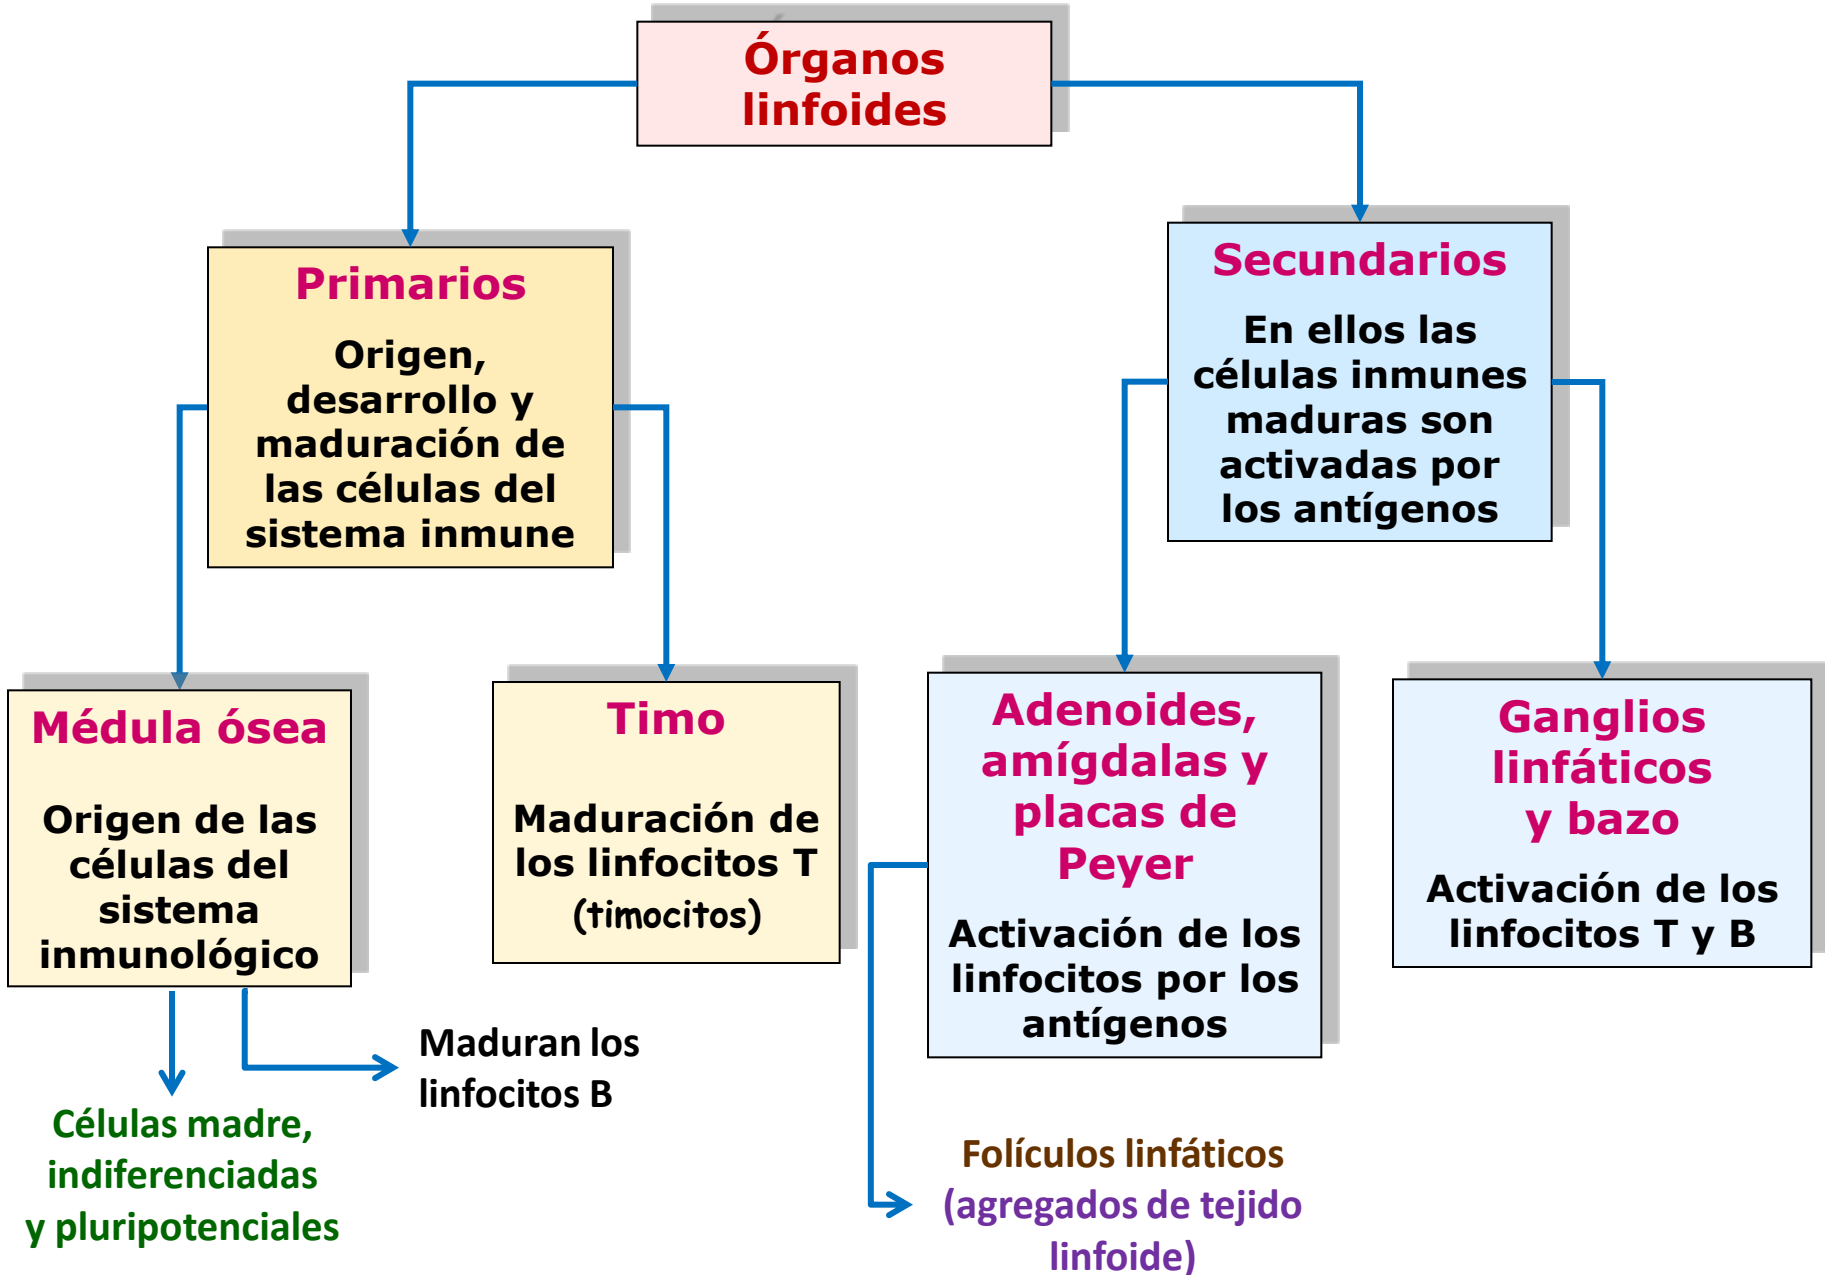 Órganos
linfoides
Primarios
Origen,
desarrollo y
maduración de
las células del
sistema inmune
Secundarios
En ellos las
células inmunes
maduras son
activadas por
los antígenos
Médula ósea
Origen de las
células del
sistema
inmunológico
Timo
Maduración de
los linfocitos T
(timocitos)
Adenoides,
amígdalas y
placas de
Peyer
Activación de los
linfocitos por los
antígenos
Ganglios
linfáticos
y bazo
Activación de los
linfocitos T y B
Maduran los
linfocitos B
Células madre,
indiferenciadas
y pluripotenciales
Folículos linfáticos
(agregados de tejido
linfoide)